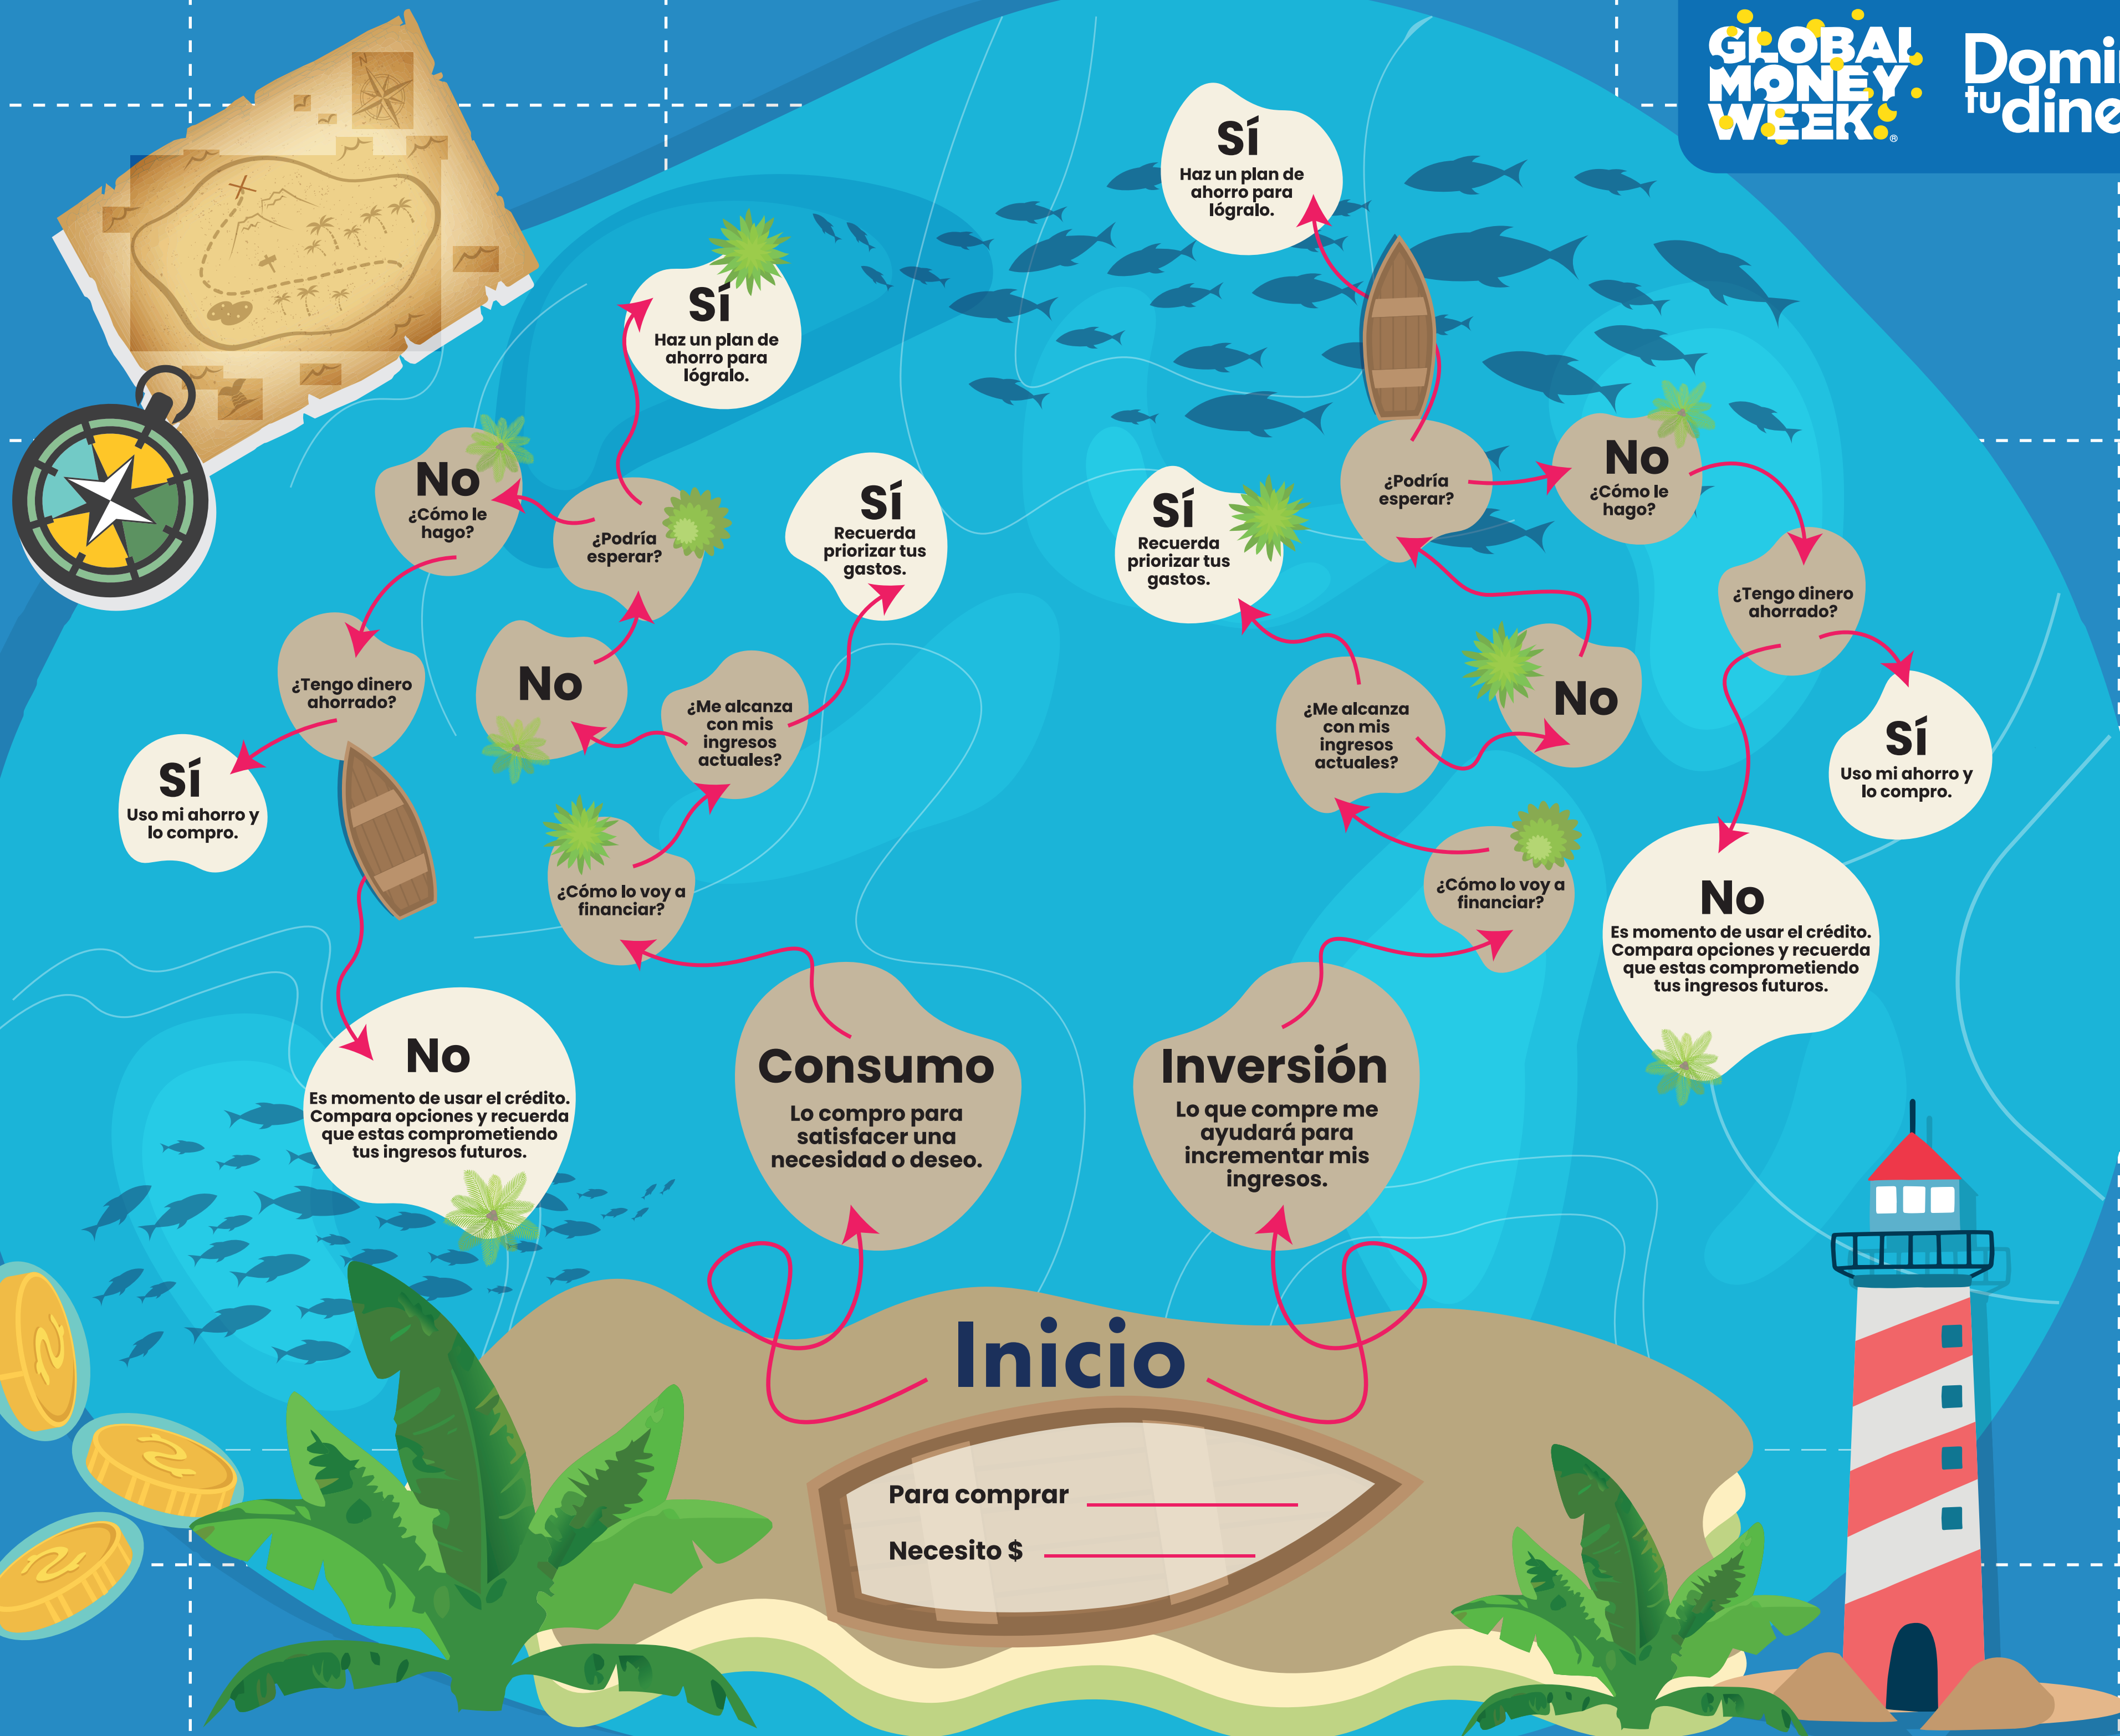 GLOBAL
MONEY
WEEK®
tu
Sí
Haz un plan de
ahorro para
lógralo.
Sí
Haz un plan de
ahorro para
lógralo.
No
¿Cómo le
hago?
¿Podría
esperar?
Sí
Recuerda
priorizar tus
gastos.
Sí
Recuerda
priorizar tus
gastos.
¿Podría
esperar?
No
¿Cómo le
hago?
¿Tengo dinero
ahorrado?
No
¿Me alcanza
con mis
ingresos
actuales?
¿Me alcanza
con mis
ingresos
actuales?
No
¿Tengo dinero
ahorrado?
Sí
Uso mi ahorro y
lo compro.
¿Cómo lo voy a
financiar?
¿Cómo lo voy a
financiar?
Sí
Uso mi ahorro y
lo compro.
No
Es momento de usar el crédito.
Compara opciones y recuerda
que estas comprometiendo
tus ingresos futuros.
No
Es momento de usar el crédito.
Compara opciones y recuerda
que estas comprometiendo
tus ingresos futuros.
Consumo
Lo compro para
satisfacer una
necesidad o deseo.
Inversión
Lo que compre me
ayudará para
incrementar mis
ingresos.
Inicio
Para comprar
Necesito $